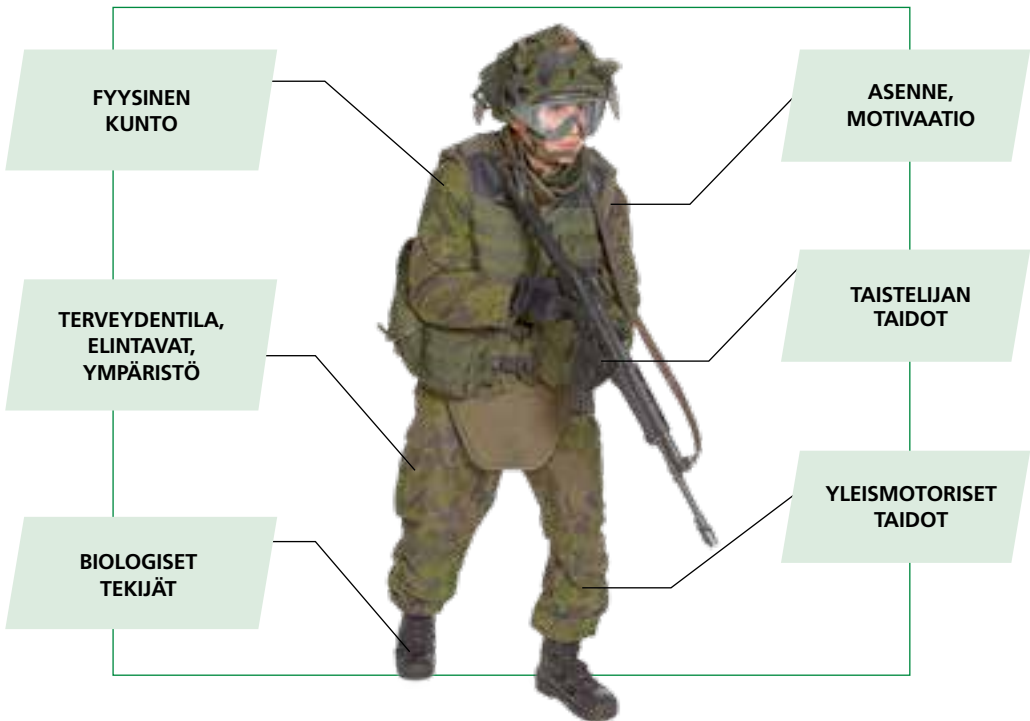 FYYSINEN
KUNTO
TERVEYDENTILA,
ELINTAVAT,
YMPÄRISTÖ
BIOLOGISET
TEKIJÄT
ASENNE,
MOTIVAATIO
TAISTELIJAN
TAIDOT
YLEISMOTORISET
TAIDOT